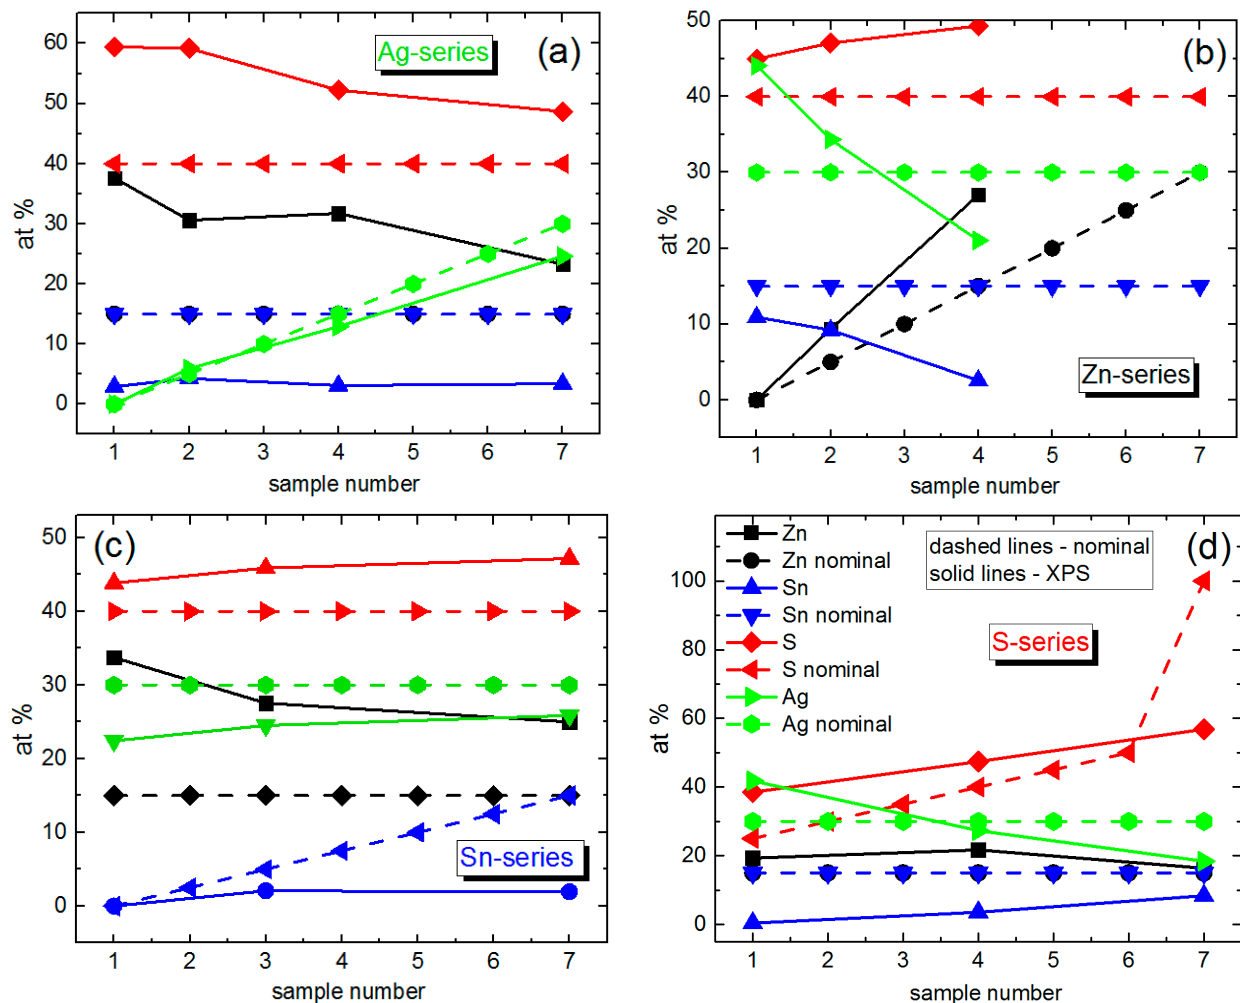 (a)
Ag-series
60
50
40
30
20
10
0
at %
1 2 3 4 5 6 7
sample number
(b)
50
40
30
20
10
0
at %
Zn-series
1 2 3 4 5 6 7
sample number
(c)
50
40
30
20
10
0
at %
Sn-series
1 2 3 4 5 6 7
sample number
(d)
Zn
Zn nominal
Sn
Sn nominal
S
S nominal
Ag
Ag nominal
dashed lines - nominal
solid lines - XPS
S-series
100
80
60
40
20
0
at %
1 2 3 4 5 6 7
sample number